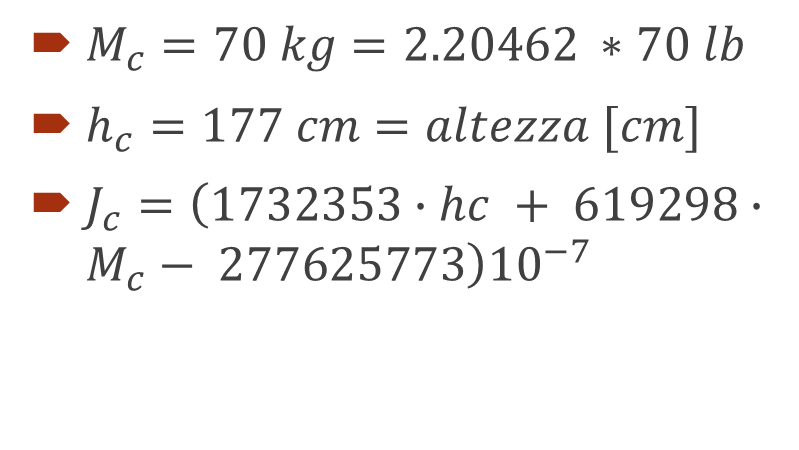 M_c = 70 kg = 2.20462 * 70 lb
h_c = 177 cm = altezza [cm]
J_c = (1732353 · hc + 619298 ·
M_c − 277625773)10^−7